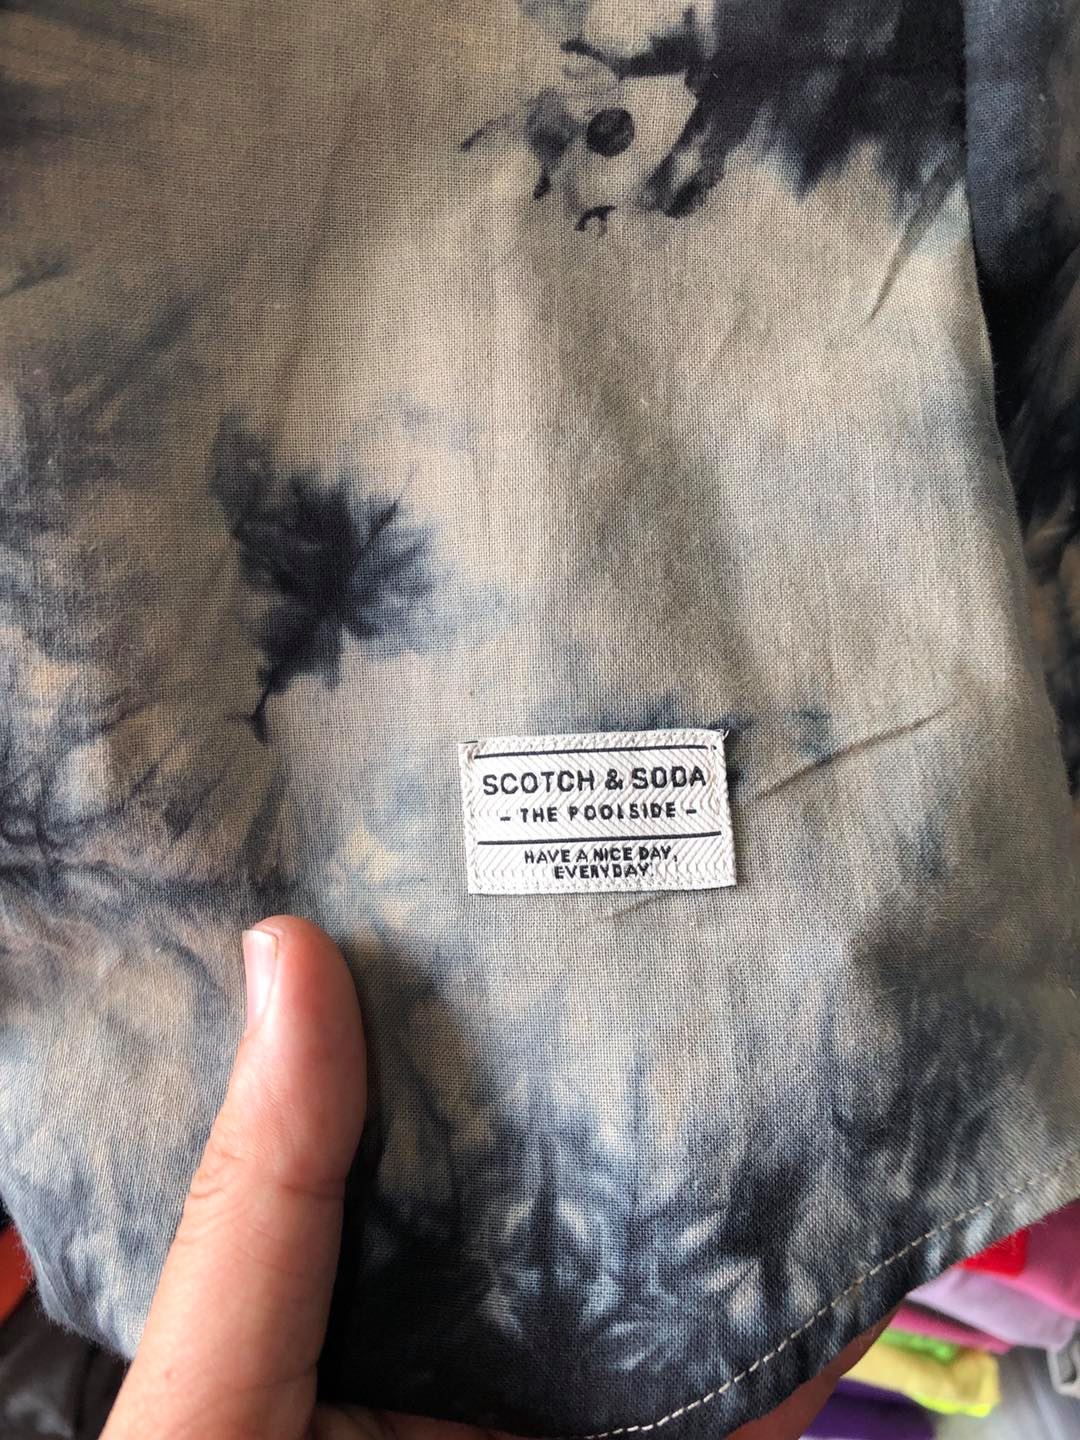 SCOTCH & SODA
- THE POOLSIDE -
HAVE A NICE DAY,
EVERYDAY.